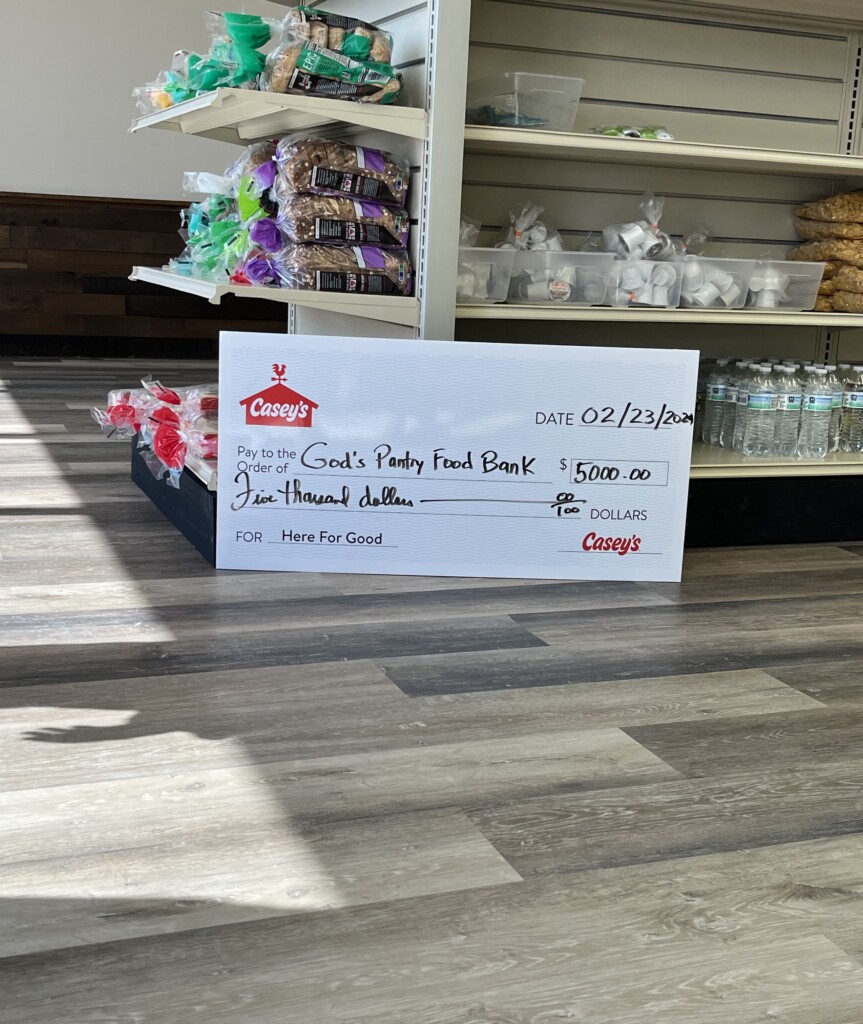 Casey's
DATE 02/23/2024
Pay to the
Order of God's Pantry Food Bank $ 5000.00
Five thousand dollars 00/100 DOLLARS
FOR Here For Good
Casey's